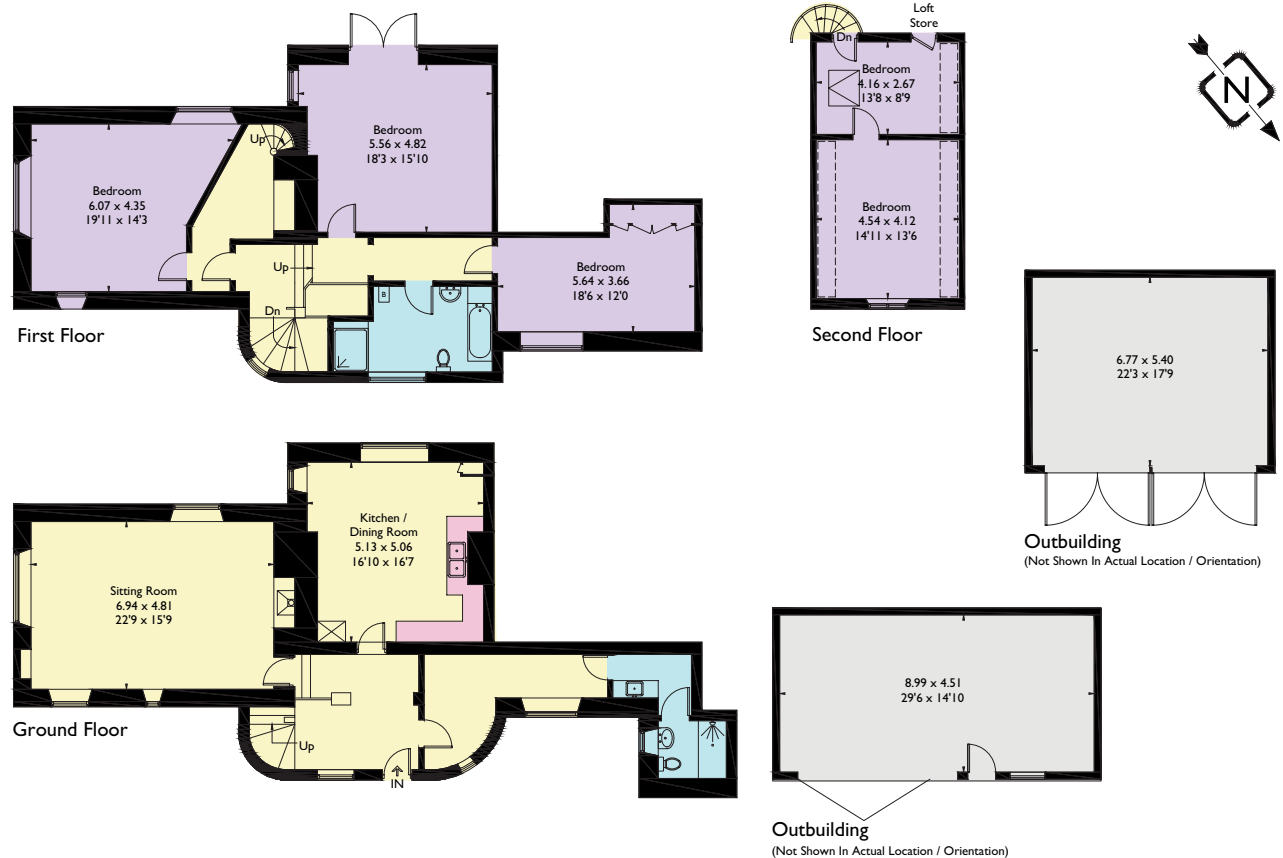 Bedroom
6.07 x 4.35
19'11 x 14'3
Up
Bedroom
5.56 x 4.82
18'3 x 15'10
Up
Dn
B
Bedroom
5.64 x 3.66
18'6 x 12'0
First Floor
Loft
Store
Dn
Bedroom
4.16 x 2.67
13'8 x 8'9
Bedroom
4.54 x 4.12
14'11 x 13'6
Second Floor
N
6.77 x 5.40
22'3 x 17'9
Outbuilding
(Not Shown In Actual Location / Orientation)
Kitchen /
Dining Room
5.13 x 5.06
16'10 x 16'7
Sitting Room
6.94 x 4.81
22'9 x 15'9
Up
IN
Ground Floor
8.99 x 4.51
29'6 x 14'10
Outbuilding
(Not Shown In Actual Location / Orientation)